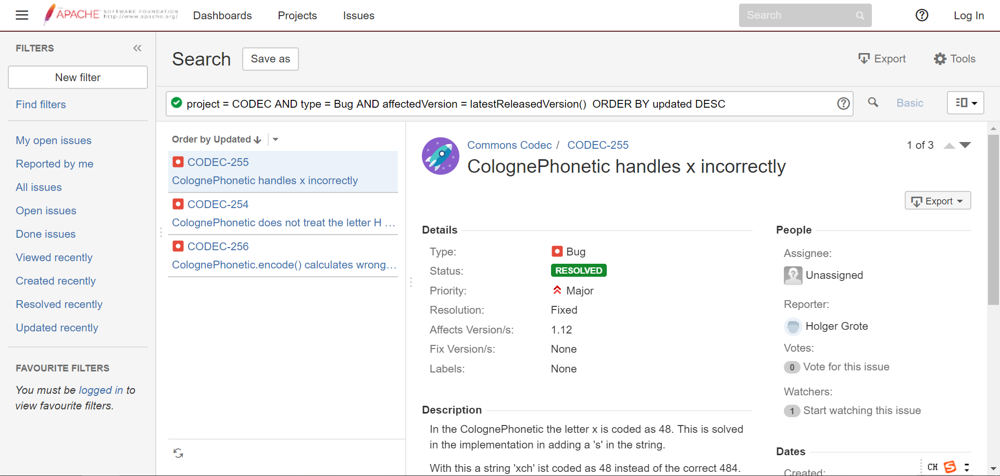 THE
APACHE SOFTWARE FOUNDATION
http://www.apache.org/
Dashboards
Projects
Issues
Search
Log In
FILTERS
New filter
Find filters
My open issues
Reported by me
All issues
Open issues
Done issues
Viewed recently
Created recently
Resolved recently
Updated recently
FAVOURITE FILTERS
You must be logged in to
view favourite filters.
Search
Save as
Export
Tools
project = CODEC AND type = Bug AND affectedVersion = latestReleasedVersion()  ORDER BY updated DESC
Basic
Order by Updated
CODEC-255
ColognePhonetic handles x incorrectly
CODEC-254
ColognePhonetic does not treat the letter H …
CODEC-256
ColognePhonetic.encode() calculates wrong…
Commons Codec / CODEC-255
1 of 3
ColognePhonetic handles x incorrectly
Export
Details
Type: Bug
Status: RESOLVED
Priority: Major
Resolution: Fixed
Affects Version/s: 1.12
Fix Version/s: None
Labels: None
Description
In the ColognePhonetic the letter x is coded as 48. This is solved
in the implementation in adding a 's' in the string.
With this a string 'xch' ist coded as 48 instead of the correct 484.
People
Assignee:
Unassigned
Reporter:
Holger Grote
Votes:
0 Vote for this issue
Watchers:
1 Start watching this issue
Dates
Created:
CH